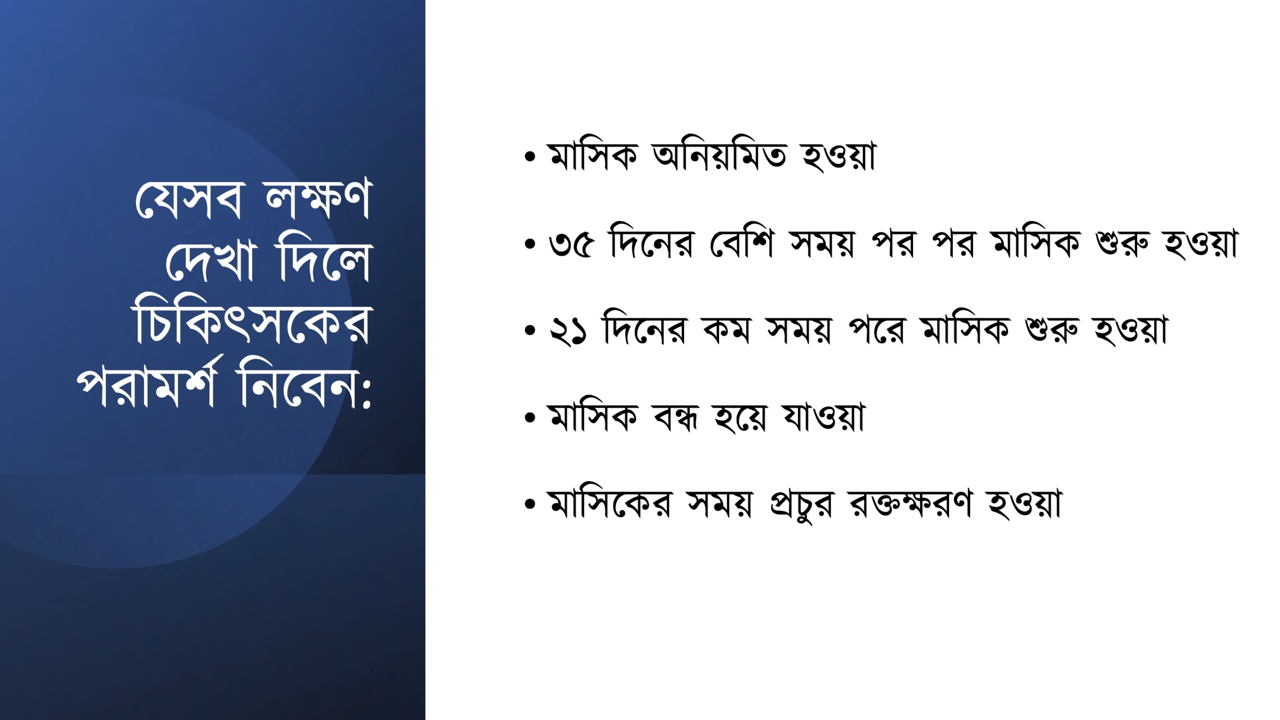 যেসব লক্ষণ
দেখা দিলে
চিকিৎসকের
পরামর্শ নিবেন:
• মাসিক অনিয়মিত হওয়া
• ৩৫ দিনের বেশি সময় পর পর মাসিক শুরু হওয়া
• ২১ দিনের কম সময় পরে মাসিক শুরু হওয়া
• মাসিক বন্ধ হয়ে যাওয়া
• মাসিকের সময় প্রচুর রক্তক্ষরণ হওয়া